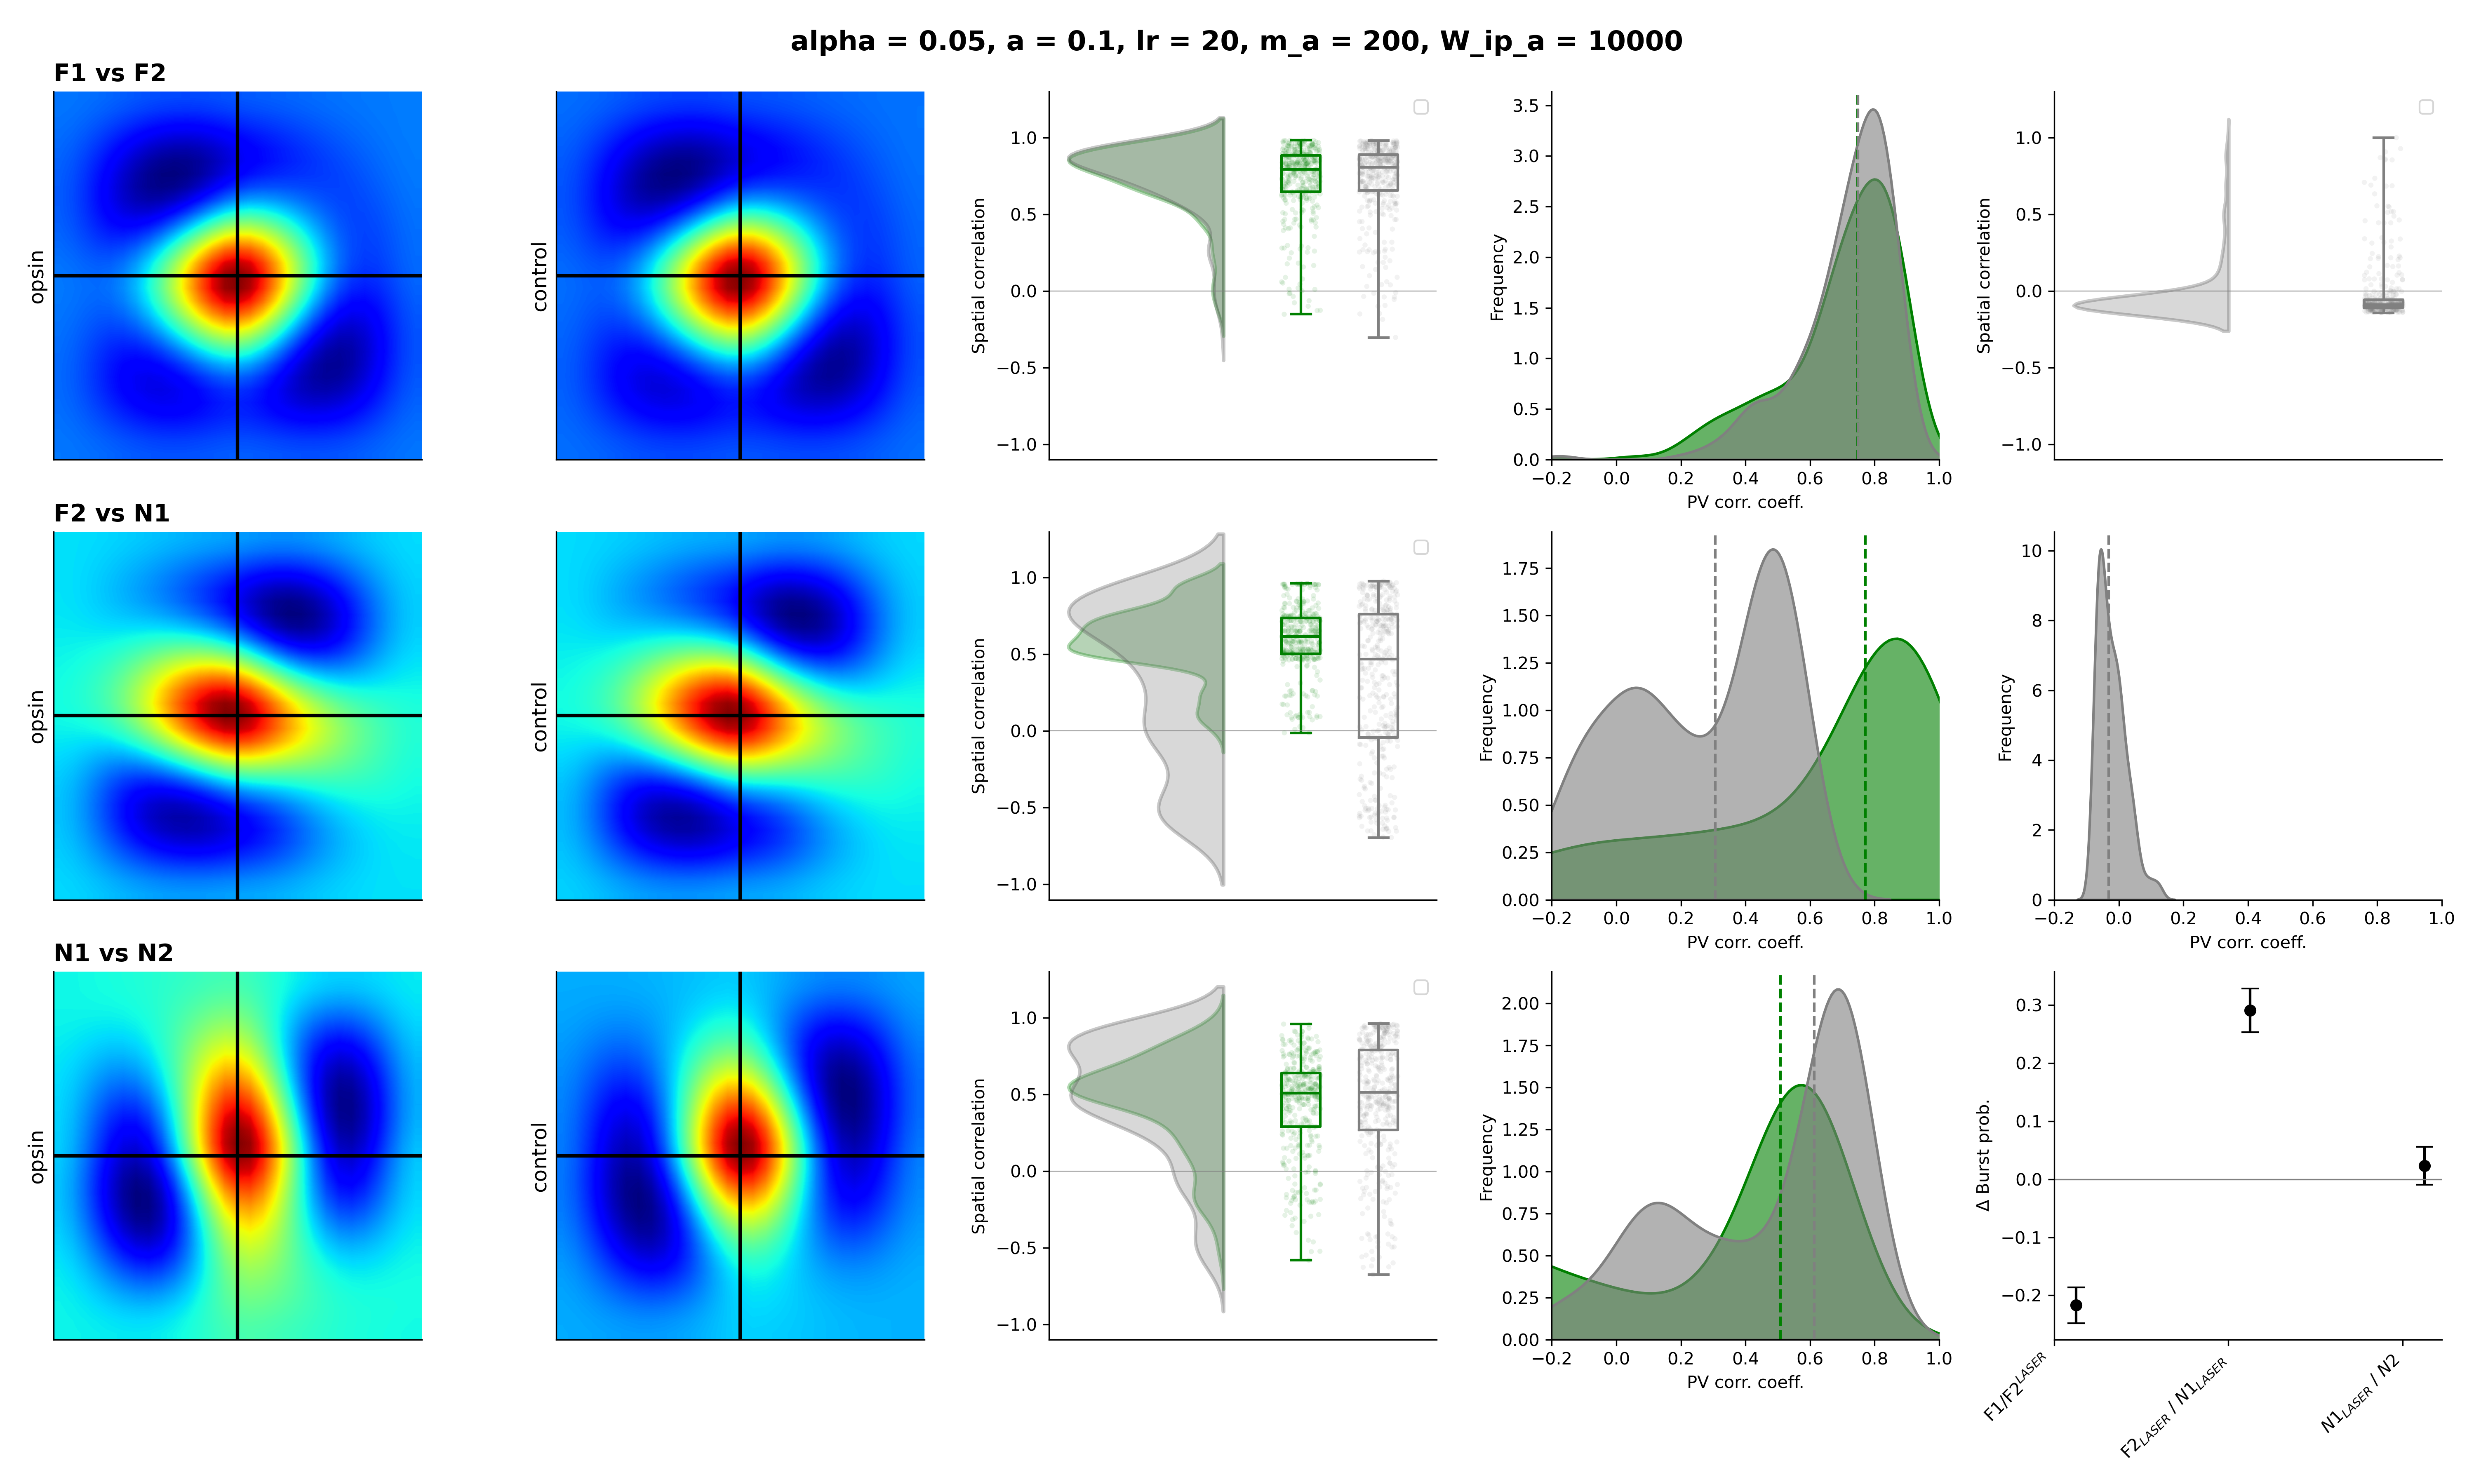 alpha = 0.05, a = 0.1, lr = 20, m_a = 200, W_ip_a = 10000
F1 vs F2
opsin
control
Spatial correlation
1.0
0.5
0.0
−0.5
−1.0
Frequency
3.5
3.0
2.5
2.0
1.5
1.0
0.5
0.0
−0.2 0.0 0.2 0.4 0.6 0.8 1.0
PV corr. coeff.
Spatial correlation
1.0
0.5
0.0
−0.5
−1.0
F2 vs N1
opsin
control
Spatial correlation
1.0
0.5
0.0
−0.5
−1.0
Frequency
1.75
1.50
1.25
1.00
0.75
0.50
0.25
0.00
−0.2 0.0 0.2 0.4 0.6 0.8 1.0
PV corr. coeff.
Frequency
10
8
6
4
2
0
−0.2 0.0 0.2 0.4 0.6 0.8 1.0
PV corr. coeff.
N1 vs N2
opsin
control
Spatial correlation
1.0
0.5
0.0
−0.5
−1.0
Frequency
2.00
1.75
1.50
1.25
1.00
0.75
0.50
0.25
0.00
−0.2 0.0 0.2 0.4 0.6 0.8 1.0
PV corr. coeff.
Δ Burst prob.
0.3
0.2
0.1
0.0
−0.1
−0.2
F1/F2^LASER
F2_LASER / N1_LASER
N1_LASER / N2